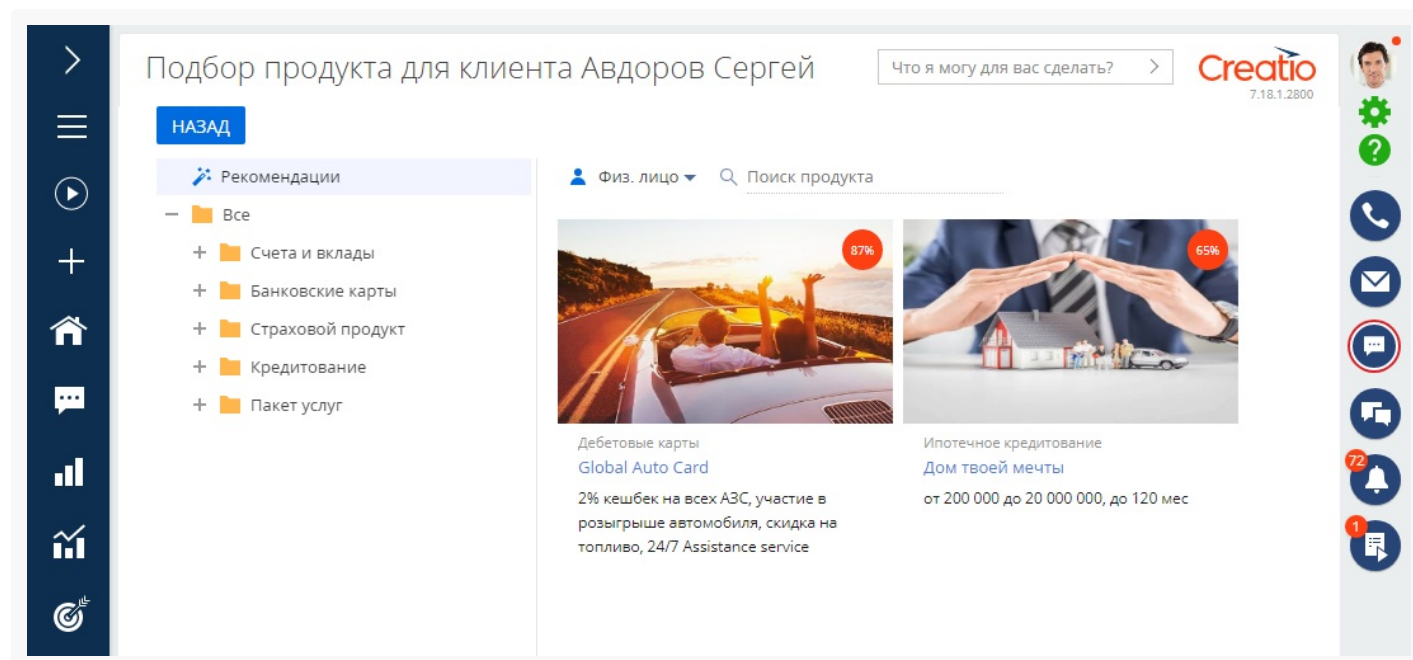 Подбор продукта для клиента Авдоров Сергей
Что я могу для вас сделать?
Creatio
7.18.1.2800
НАЗАД
Рекомендации
Физ. лицо
Поиск продукта
Все
Счета и вклады
Банковские карты
Страховой продукт
Кредитование
Пакет услуг
87%
65%
Дебетовые карты
Global Auto Card
2% кешбек на всех АЗС, участие в
розыгрыше автомобиля, скидка на
топливо, 24/7 Assistance service
Ипотечное кредитование
Дом твоей мечты
от 200 000 до 20 000 000, до 120 мес
72
1